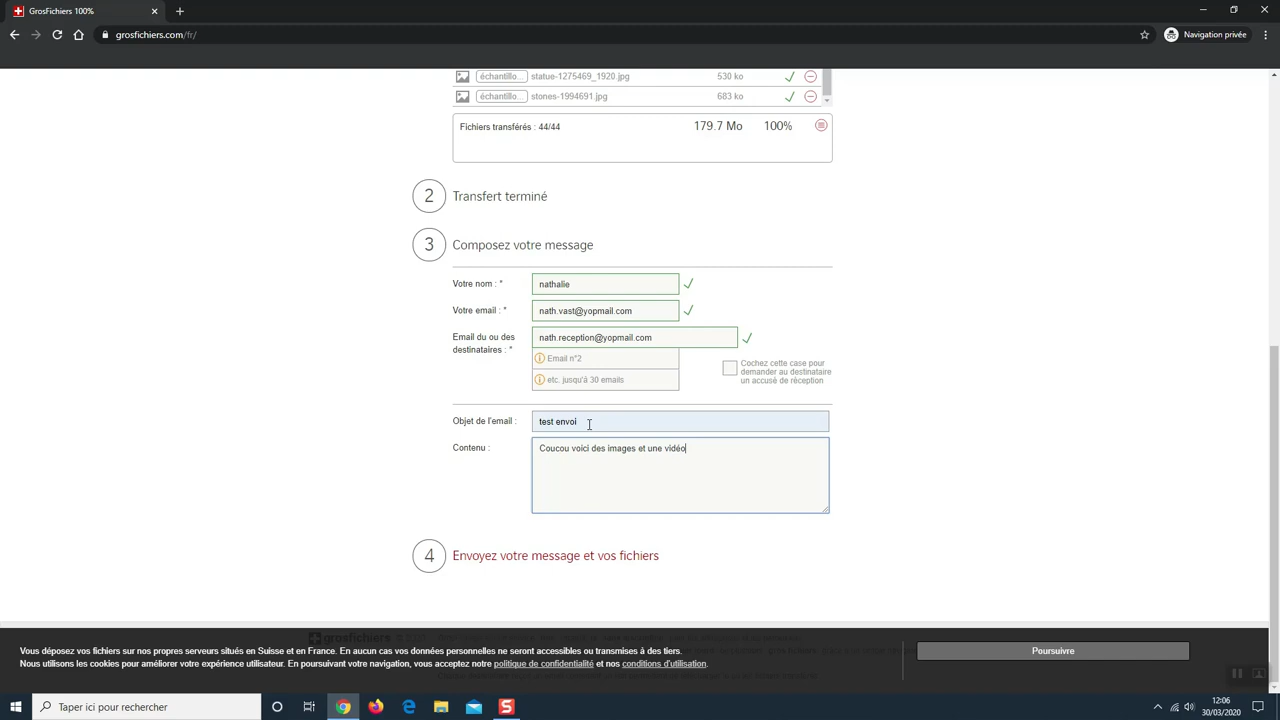 GrosFichiers 100%
grosfichiers.com/fr/
Navigation privée
échantillo... statue-1275469_1920.jpg 530 ko
échantillo... stones-1994691.jpg 683 ko
Fichiers transférés : 44/44 179.7 Mo 100%
2 Transfert terminé
3 Composez votre message
Votre nom : * nathalie
Votre email : * nath.vast@yopmail.com
Email du ou des
destinataires : *
nath.reception@yopmail.com
Email n°2
etc. jusqu'à 30 emails
Cochez cette case pour
demander au destinataire
un accusé de réception
Objet de l'email : test envoi
Contenu : Coucou voici des images et une vidéo
4 Envoyez votre message et vos fichiers
grosfichiers
Vous déposez vos fichiers sur nos propres serveurs situés en Suisse et en France. En aucun cas vos données personnelles ne seront accessibles ou transmises à des tiers.
Nous utilisons les cookies pour améliorer votre expérience utilisateur. En poursuivant votre navigation, vous acceptez notre politique de confidentialité et nos conditions d'utilisation.
Poursuivre
Taper ici pour rechercher
12:06
30/03/2020